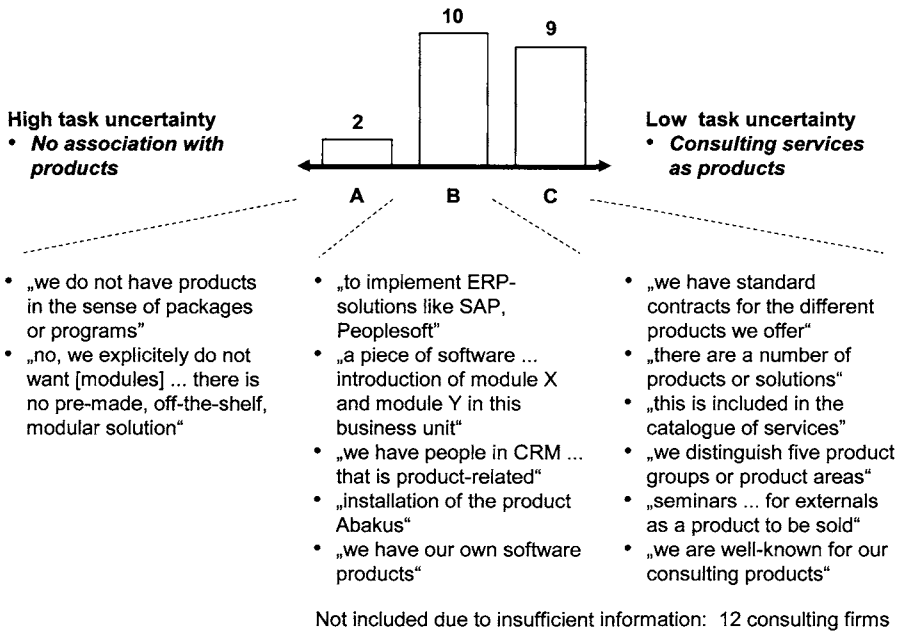 10
9
2
High task uncertainty
• No association with
products
Low task uncertainty
• Consulting services
as products
A
B
C
• „we do not have products
in the sense of packages
or programs”
• „no, we explicitely do not
want [modules] ... there is
no pre-made, off-the-shelf,
modular solution“
• „to implement ERP-
solutions like SAP,
Peoplesoft”
• „a piece of software ...
introduction of module X
and module Y in this
business unit“
• „we have people in CRM ...
that is product-related“
• „installation of the product
Abakus“
• „we have our own software
products“
• „we have standard
contracts for the different
products we offer“
• „there are a number of
products or solutions“
• „this is included in the
catalogue of services”
• „we distinguish five product
groups or product areas“
• „seminars ... for externals
as a product to be sold“
• „we are well-known for our
consulting products“
Not included due to insufficient information: 12 consulting firms